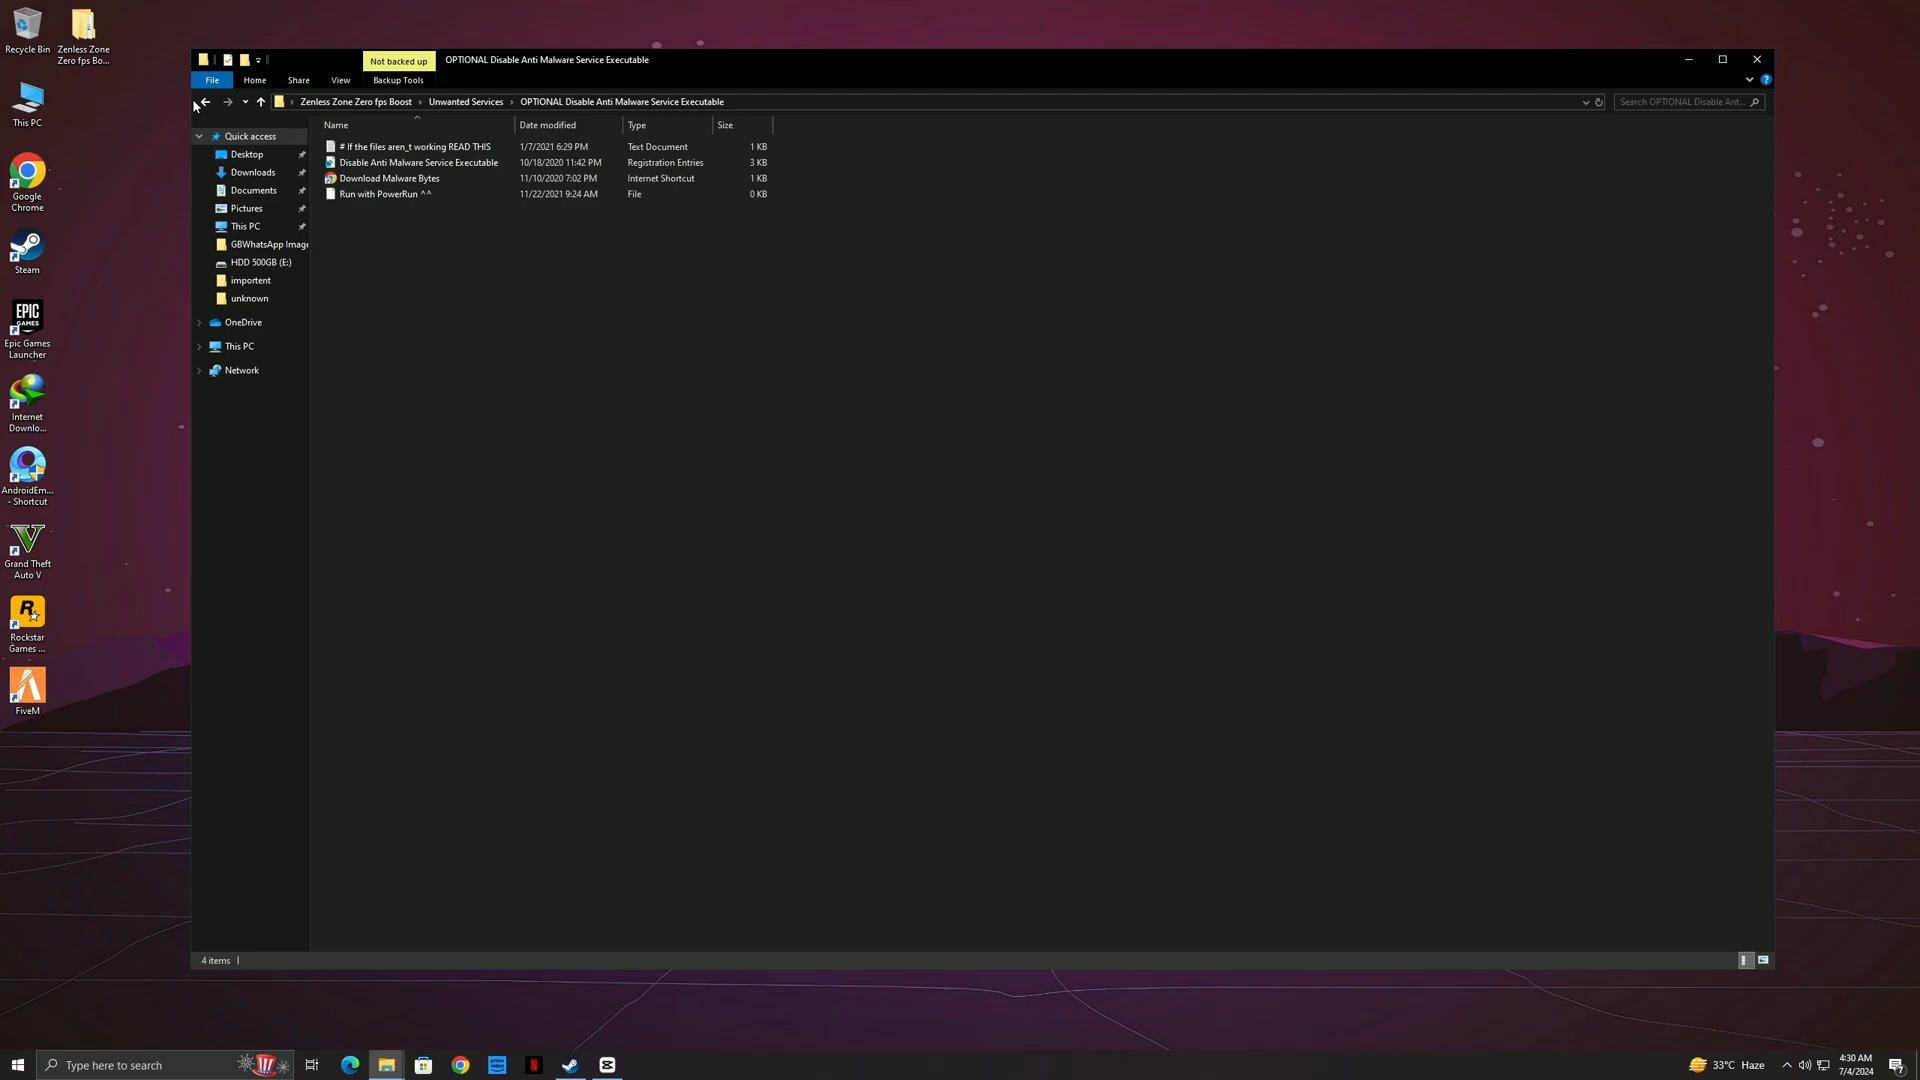 Recycle Bin
Zenless Zone
Zero fps Bo...
This PC
Google
Chrome
Steam
EPIC
GAMES
Epic Games
Launcher
Internet
Downlo...
AndroidEm...
- Shortcut
Grand Theft
Auto V
Rockstar
Games ...
FiveM
Not backed up
OPTIONAL Disable Anti Malware Service Executable
File
Home
Share
View
Backup Tools
Zenless Zone Zero fps Boost › Unwanted Services › OPTIONAL Disable Anti Malware Service Executable
Search OPTIONAL Disable Ant...
Name Date modified Type Size
# If the files aren_t working READ THIS 1/7/2021 6:29 PM Text Document 1 KB
Disable Anti Malware Service Executable 10/18/2020 11:42 PM Registration Entries 3 KB
Download Malware Bytes 11/10/2020 7:02 PM Internet Shortcut 1 KB
Run with PowerRun ^^ 11/22/2021 9:24 AM File 0 KB
Quick access
Desktop
Downloads
Documents
Pictures
This PC
GBWhatsApp Image
HDD 500GB (E:)
importent
unknown
OneDrive
This PC
Network
4 items
Type here to search
prime video
N
33°C Haze
4:30 AM
7/4/2024
7